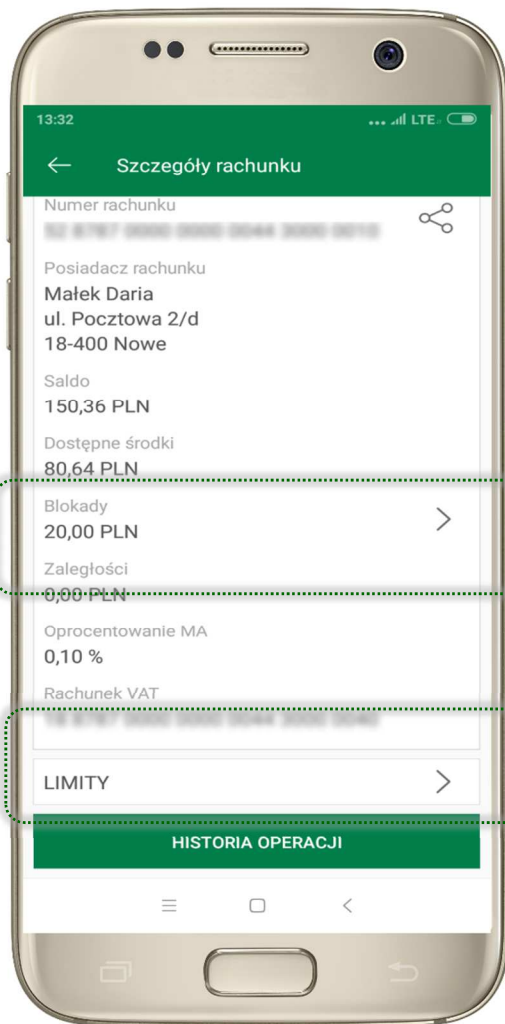 13:32
LTE
Szczegóły rachunku
Numer rachunku
Posiadacz rachunku
Małek Daria
ul. Pocztowa 2/d
18-400 Nowe
Saldo
150,36 PLN
Dostępne środki
80,64 PLN
Blokady
20,00 PLN
Zaległości
0,00 PLN
Oprocentowanie MA
0,10 %
Rachunek VAT
LIMITY
HISTORIA OPERACJI